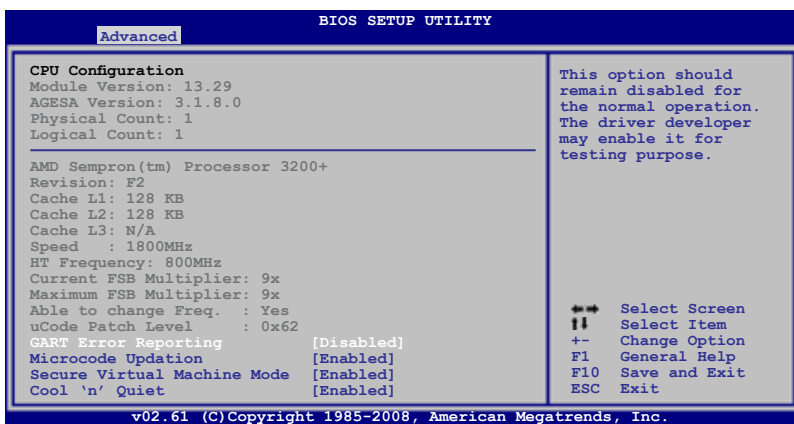 BIOS SETUP UTILITY
Advanced
CPU Configuration
Module Version: 13.29
AGESA Version: 3.1.8.0
Physical Count: 1
Logical Count: 1
AMD Sempron(tm) Processor 3200+
Revision: F2
Cache L1: 128 KB
Cache L2: 128 KB
Cache L3: N/A
Speed : 1800MHz
HT Frequency: 800MHz
Current FSB Multiplier: 9x
Maximum FSB Multiplier: 9x
Able to change Freq. : Yes
uCode Patch Level : 0x62
GART Error Reporting [Disabled]
Microcode Updation [Enabled]
Secure Virtual Machine Mode [Enabled]
Cool ‘n’ Quiet [Enabled]
This option should
remain disabled for
the normal operation.
The driver developer
may enable it for
testing purpose.
Select Screen
Select Item
+- Change Option
F1 General Help
F10 Save and Exit
ESC Exit
v02.61 (C)Copyright 1985-2008, American Megatrends, Inc.